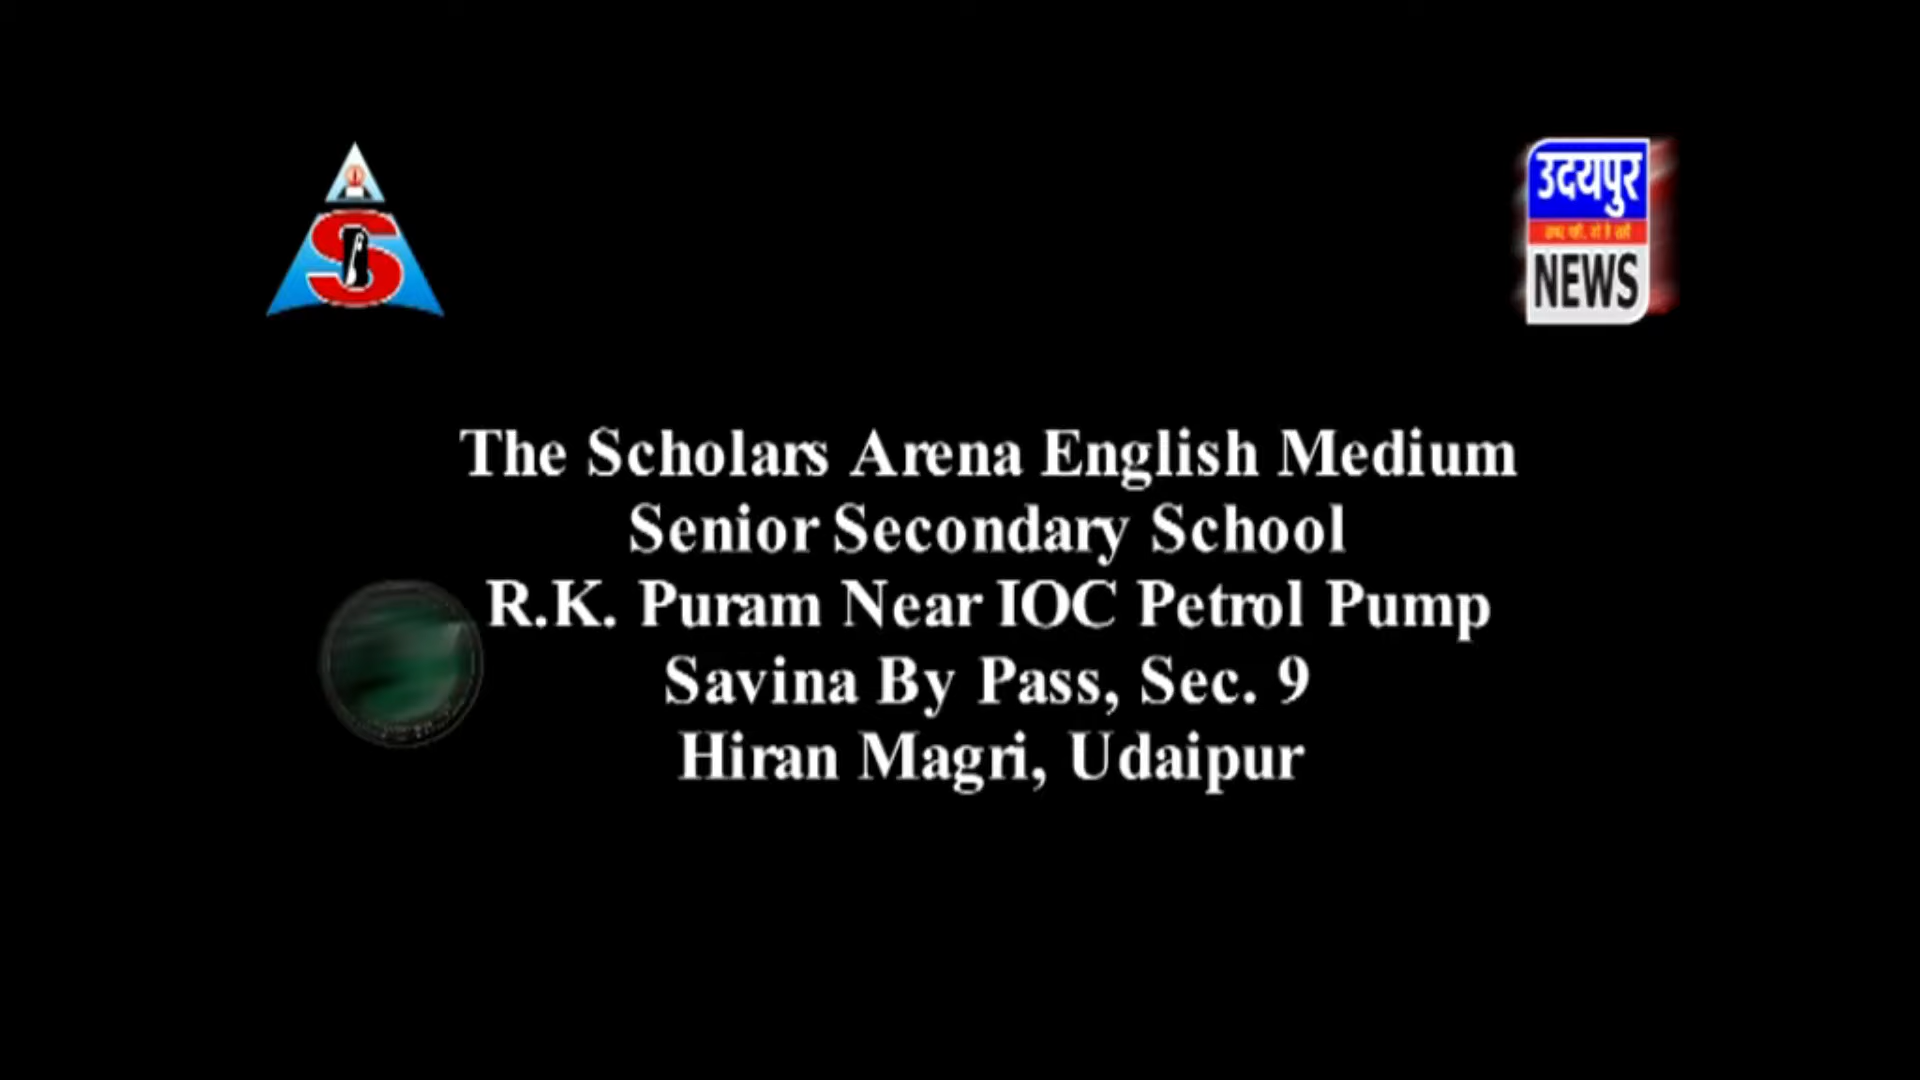 उदयपुर
NEWS
The Scholars Arena English Medium
Senior Secondary School
R.K. Puram Near IOC Petrol Pump
Savina By Pass, Sec. 9
Hiran Magri, Udaipur